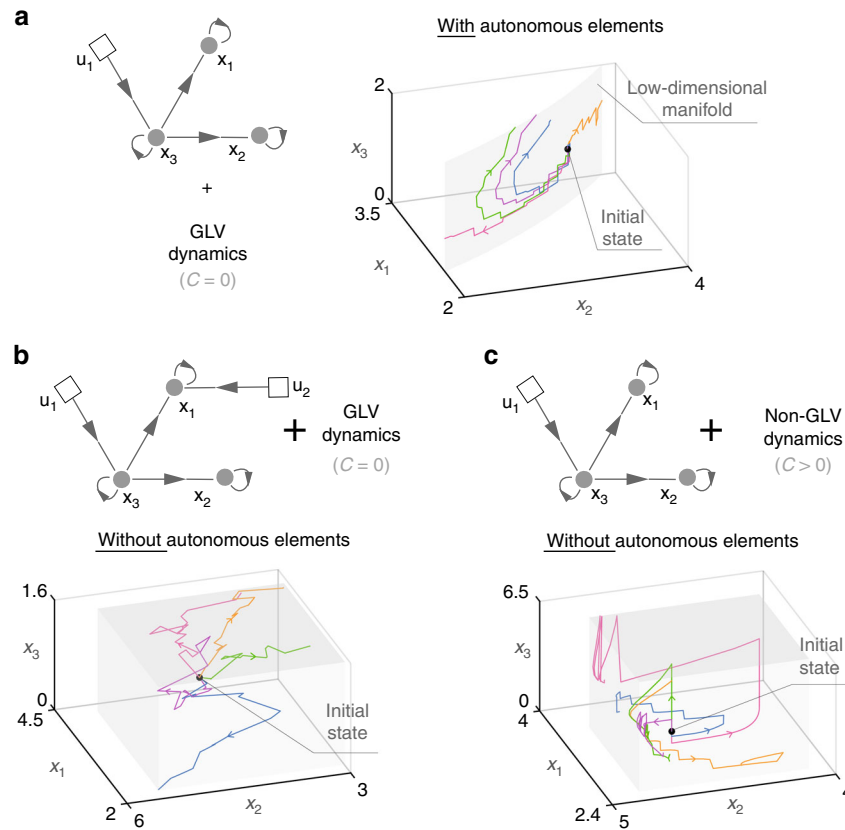 a
With autonomous elements
u1
x1
x3
x2
+
GLV
dynamics
(C = 0)
2
x3
0
3.5
x1
2
x2
4
Low-dimensional
manifold
Initial
state
b
u1
x1
u2
x3
x2
+
GLV
dynamics
(C = 0)
Without autonomous elements
1.6
x3
0
4.5
x1
2
6
x2
3
Initial
state
c
u1
x1
x3
x2
+
Non-GLV
dynamics
(C > 0)
Without autonomous elements
6.5
x3
0
4
x1
2.4
5
x2
4
Initial
state